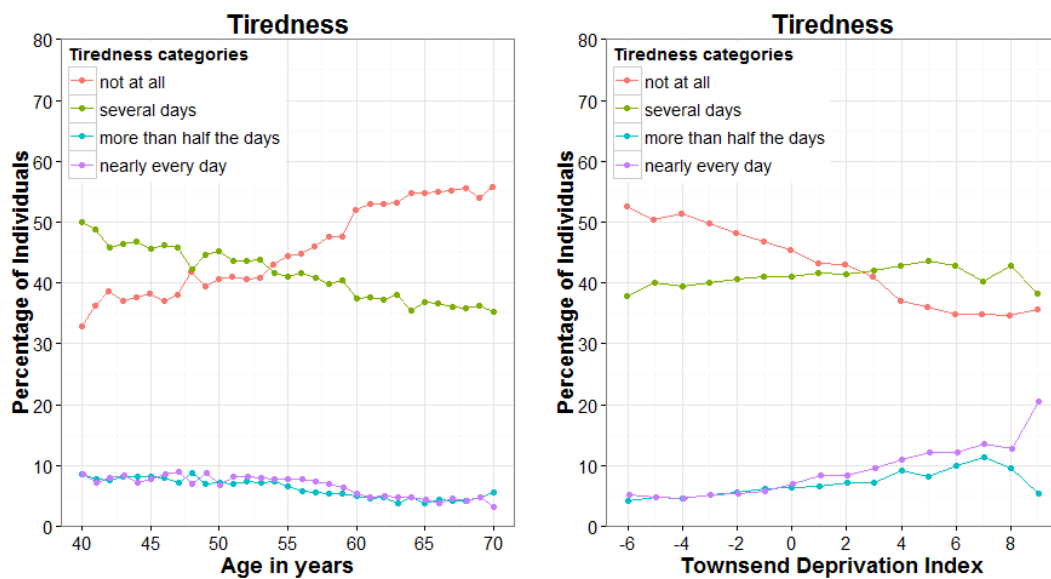 Tiredness
80
70
60
50
40
30
20
10
0
Percentage of Individuals
Tiredness categories
not at all
several days
more than half the days
nearly every day
40 45 50 55 60 65 70
Age in years
Tiredness
80
70
60
50
40
30
20
10
0
Percentage of Individuals
Tiredness categories
not at all
several days
more than half the days
nearly every day
-6 -4 -2 0 2 4 6 8
Townsend Deprivation Index